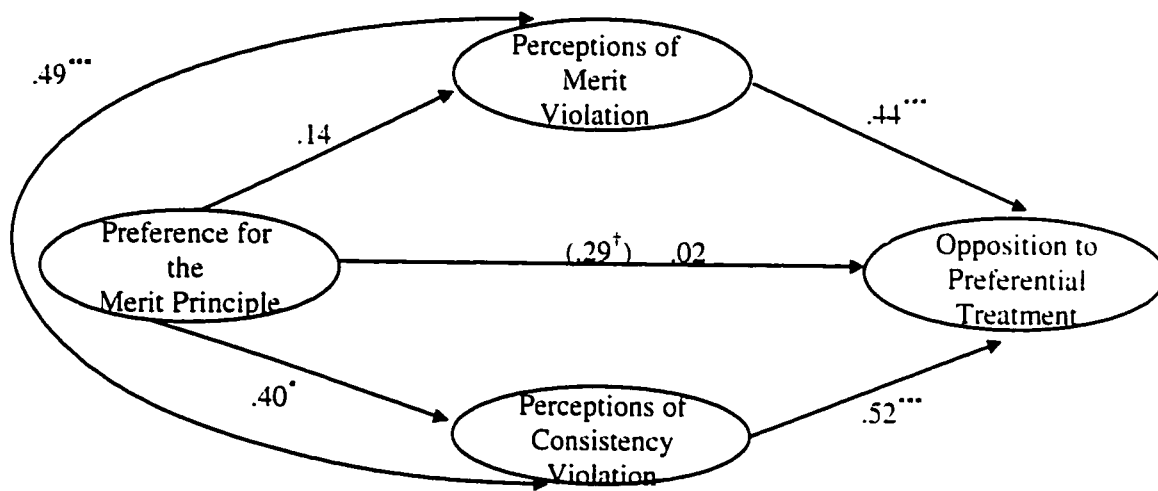 Perceptions of
Merit
Violation
.49***
.44***
.14
Preference for
the
Merit Principle
(.29†) .02
Opposition to
Preferential
Treatment
.40*
Perceptions of
Consistency
Violation
.52***